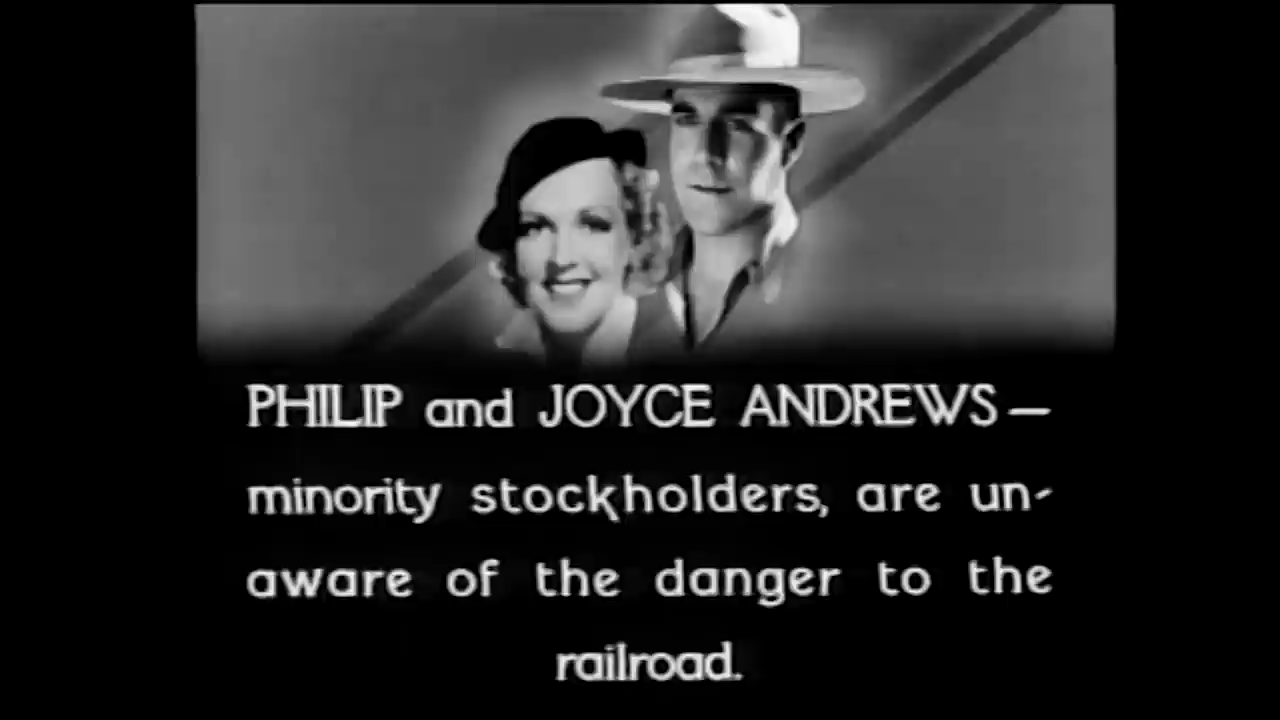 PHILIP and JOYCE ANDREWS —
minority stockholders, are un-
aware of the danger to the
railroad.